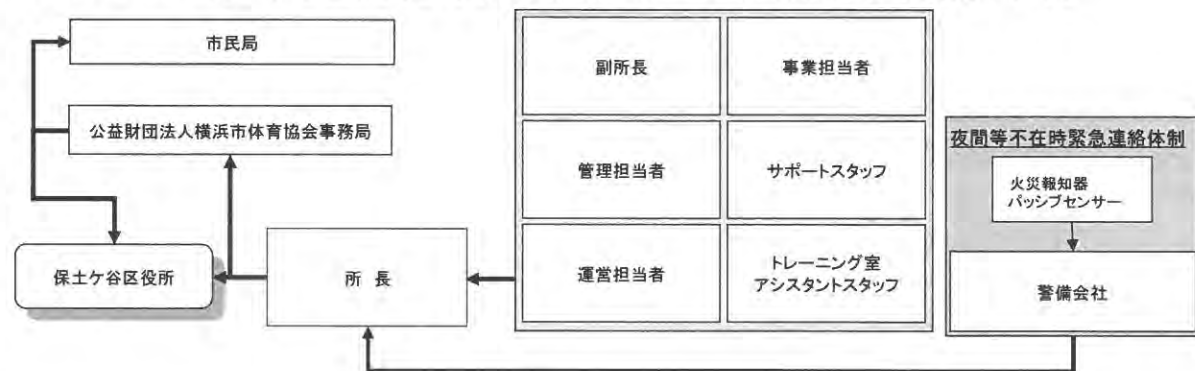 市民局
公益財団法人横浜市体育協会事務局
保土ケ谷区役所
所 長
副所長
事業担当者
管理担当者
サポートスタッフ
運営担当者
トレーニング室
アシスタントスタッフ
夜間等不在時緊急連絡体制
火災報知器
パッシブセンサー
警備会社